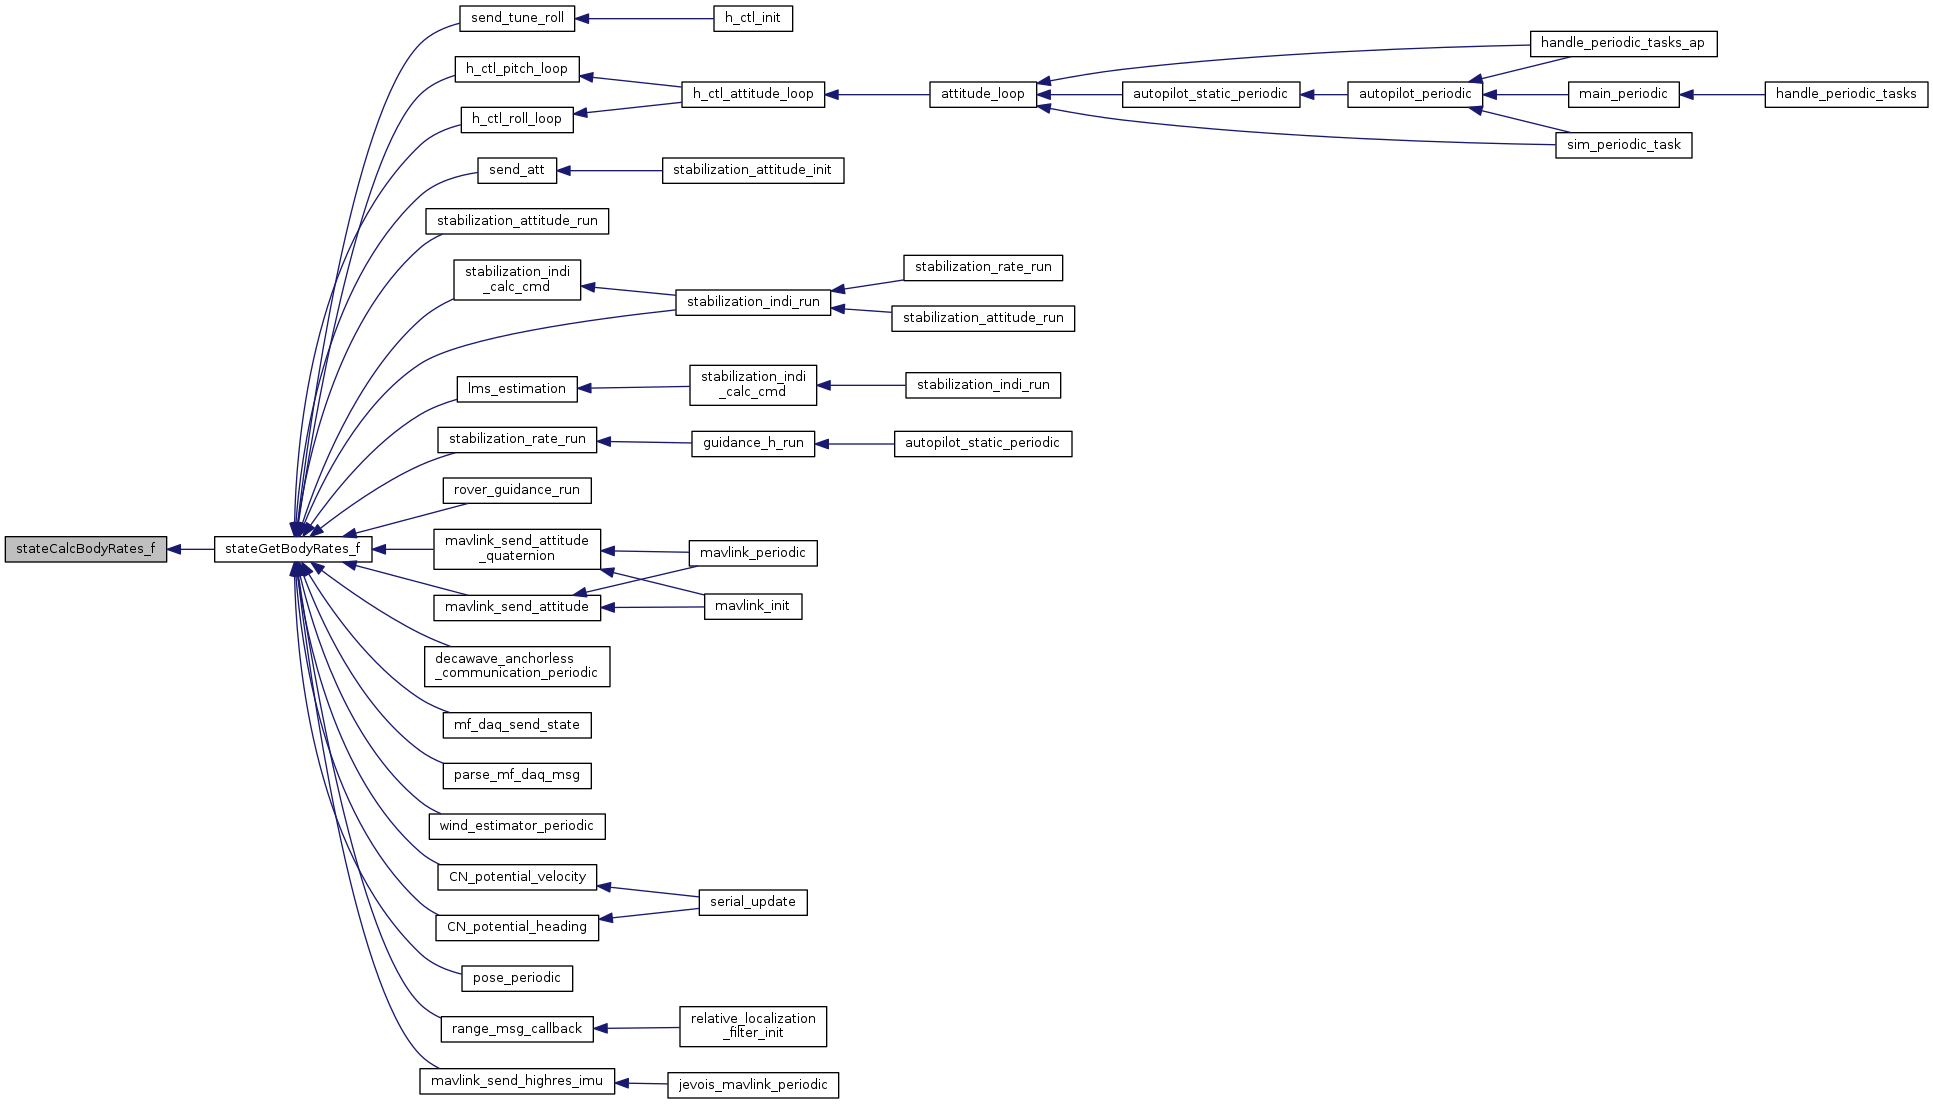 send_tune_roll
h_ctl_init
h_ctl_pitch_loop
h_ctl_roll_loop
h_ctl_attitude_loop
attitude_loop
autopilot_static_periodic
autopilot_periodic
handle_periodic_tasks_ap
main_periodic
handle_periodic_tasks
sim_periodic_task
send_att
stabilization_attitude_init
stabilization_attitude_run
stabilization_indi
_calc_cmd
stabilization_indi_run
stabilization_rate_run
stabilization_attitude_run
lms_estimation
stabilization_indi
_calc_cmd
stabilization_indi_run
stabilization_rate_run
guidance_h_run
autopilot_static_periodic
rover_guidance_run
stateCalcBodyRates_f
stateGetBodyRates_f
mavlink_send_attitude
_quaternion
mavlink_periodic
mavlink_send_attitude
mavlink_init
decawave_anchorless
_communication_periodic
mf_daq_send_state
parse_mf_daq_msg
wind_estimator_periodic
CN_potential_velocity
serial_update
CN_potential_heading
pose_periodic
range_msg_callback
relative_localization
_filter_init
mavlink_send_highres_imu
jevois_mavlink_periodic